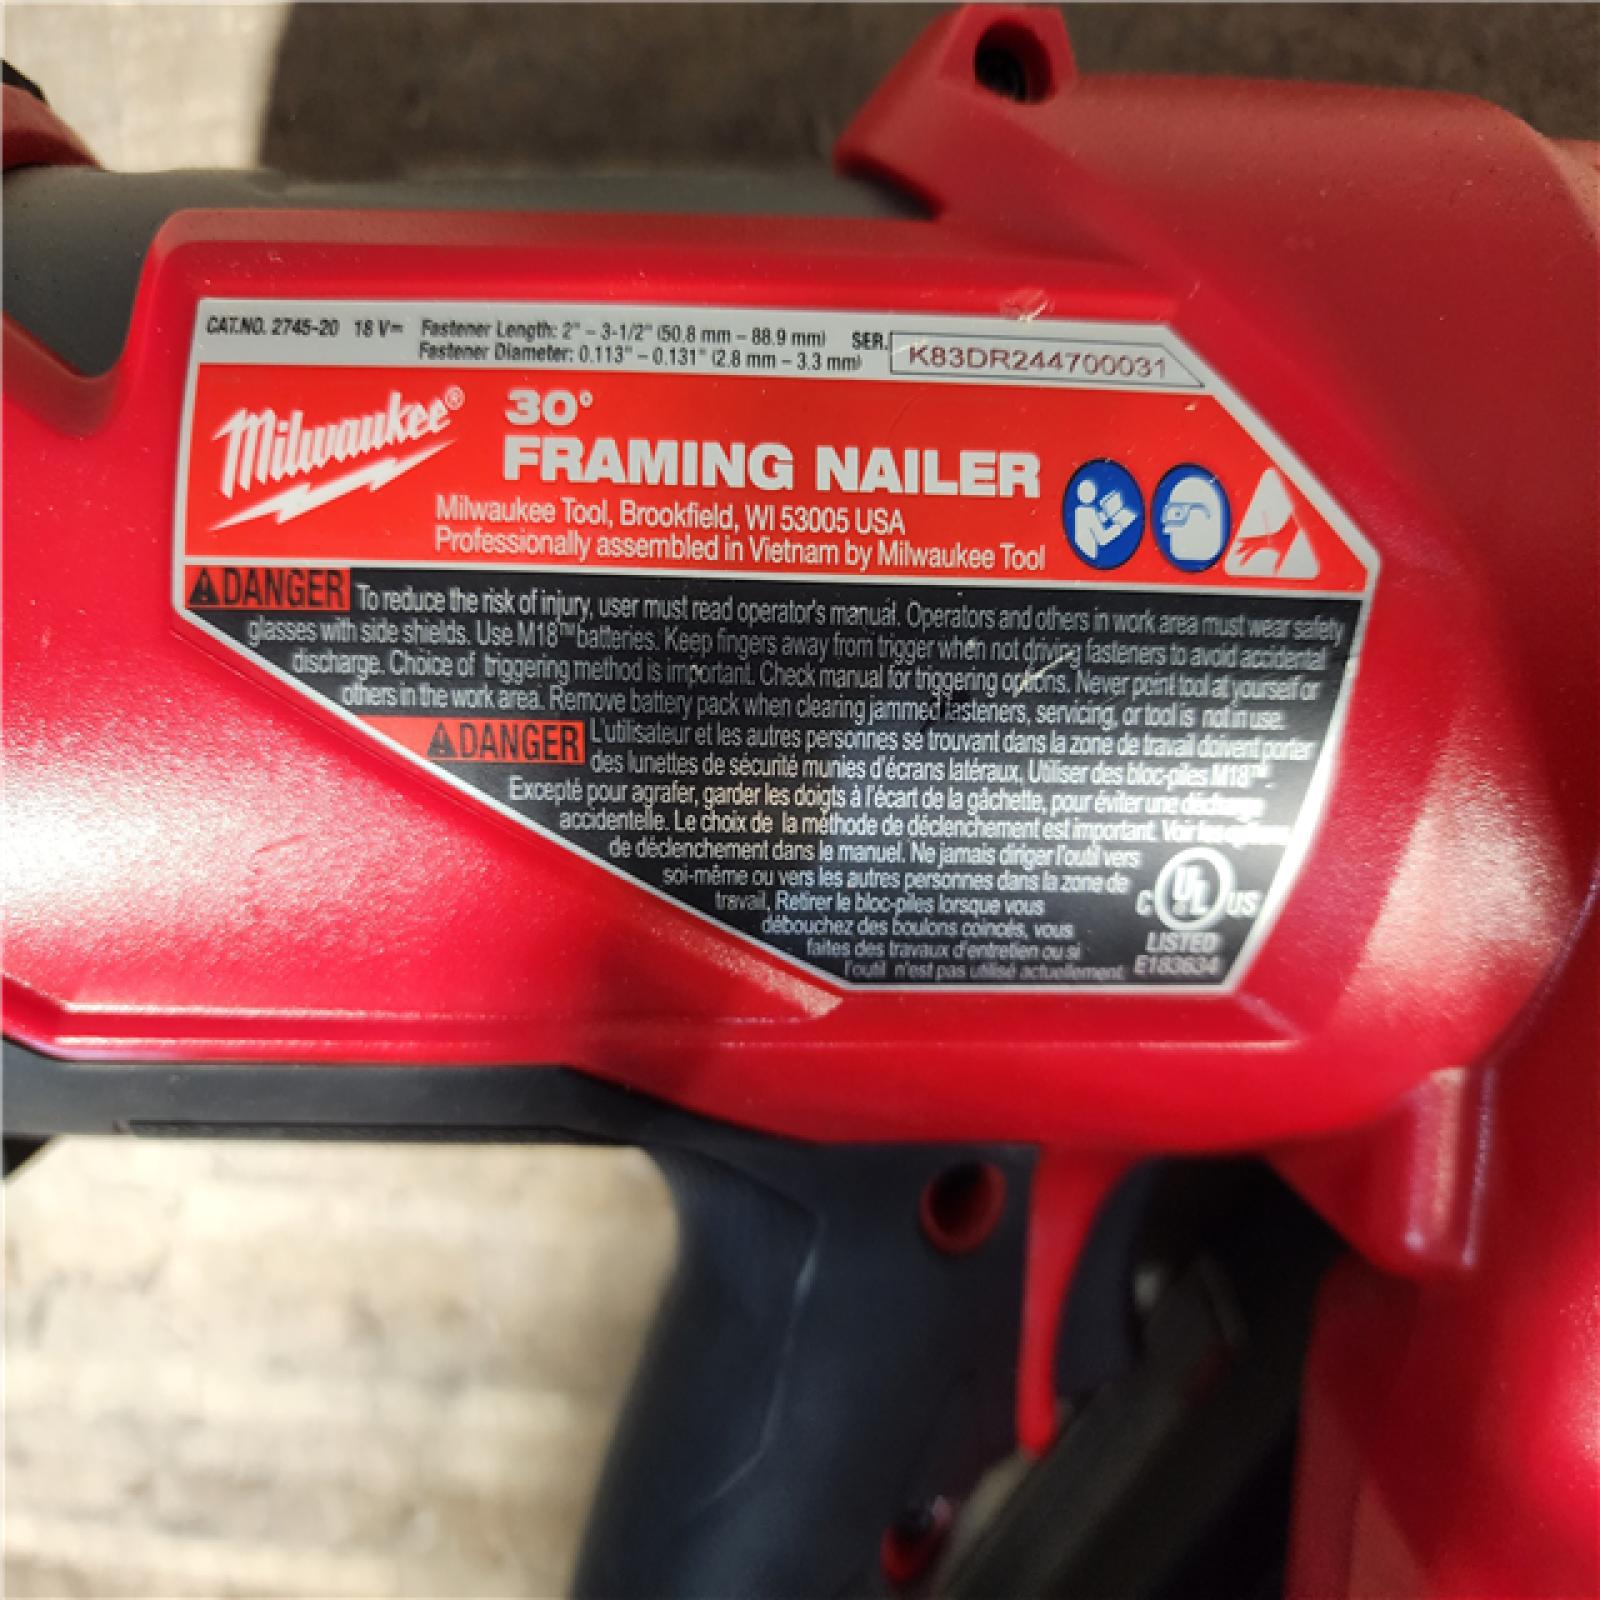 CAT.NO. 2745-20 18 V⎓ Fastener Length: 2" – 3-1/2" (50.8 mm – 88.9 mm) SER. K83DR244700031
Fastener Diameter: 0.113" – 0.131" (2.8 mm – 3.3 mm)
Milwaukee®
30°
FRAMING NAILER
Milwaukee Tool, Brookfield, WI 53005 USA
Professionally assembled in Vietnam by Milwaukee Tool
⚠DANGER To reduce the risk of injury, user must read operator's manual. Operators and others in work area must wear safety
glasses with side shields. Use M18™ batteries. Keep fingers away from trigger when not driving fasteners to avoid accidental
discharge. Choice of triggering method is important. Check manual for triggering options. Never point tool at yourself or
others in the work area. Remove battery pack when clearing jammed fasteners, servicing, or tool is not in use.
⚠DANGER L'utilisateur et les autres personnes se trouvant dans la zone de travail doivent porter
des lunettes de sécurité munies d'écrans latéraux, Utiliser des bloc-piles M18™.
Excepté pour agrafer, garder les doigts à l'écart de la gâchette, pour éviter une décharge
accidentelle. Le choix de la méthode de déclenchement est important. Voir les options
de déclenchement dans le manuel. Ne jamais diriger l'outil vers
soi-même ou vers les autres personnes dans la zone de
travail. Retirer le bloc-piles lorsque vous
débouchez des boulons coincés, vous
faites des travaux d'entretien ou si
l'outil n'est pas utilisé actuellement.
C UL US
LISTED
E183634